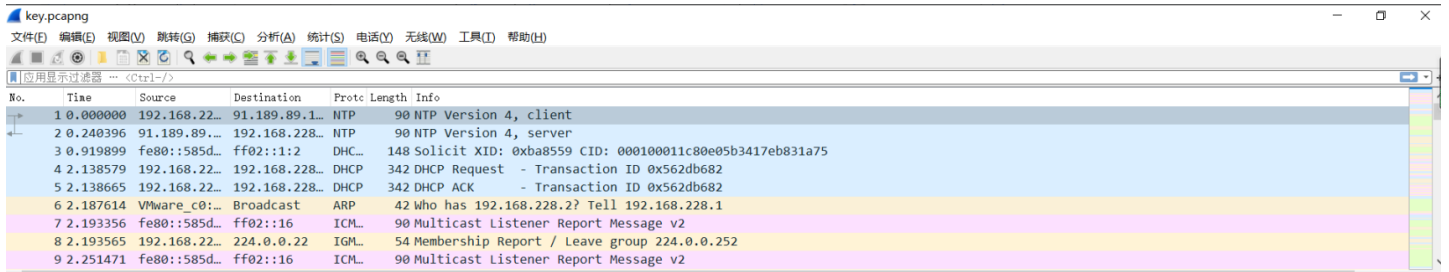 key.pcapng
文件(F) 编辑(E) 视图(V) 跳转(G) 捕获(C) 分析(A) 统计(S) 电话(Y) 无线(W) 工具(T) 帮助(H)
应用显示过滤器 … <Ctrl-/>
No. Time Source Destination Protc Length Info
1 0.000000 192.168.22… 91.189.89.1… NTP 90 NTP Version 4, client
2 0.240396 91.189.89.… 192.168.228… NTP 90 NTP Version 4, server
3 0.919899 fe80::585d… ff02::1:2 DHC… 148 Solicit XID: 0xba8559 CID: 000100011c80e05b3417eb831a75
4 2.138579 192.168.22… 192.168.228… DHCP 342 DHCP Request - Transaction ID 0x562db682
5 2.138665 192.168.22… 192.168.228… DHCP 342 DHCP ACK - Transaction ID 0x562db682
6 2.187614 VMware_c0:… Broadcast ARP 42 Who has 192.168.228.2? Tell 192.168.228.1
7 2.193356 fe80::585d… ff02::16 ICM… 90 Multicast Listener Report Message v2
8 2.193565 192.168.22… 224.0.0.22 IGM… 54 Membership Report / Leave group 224.0.0.252
9 2.251471 fe80::585d… ff02::16 ICM… 90 Multicast Listener Report Message v2